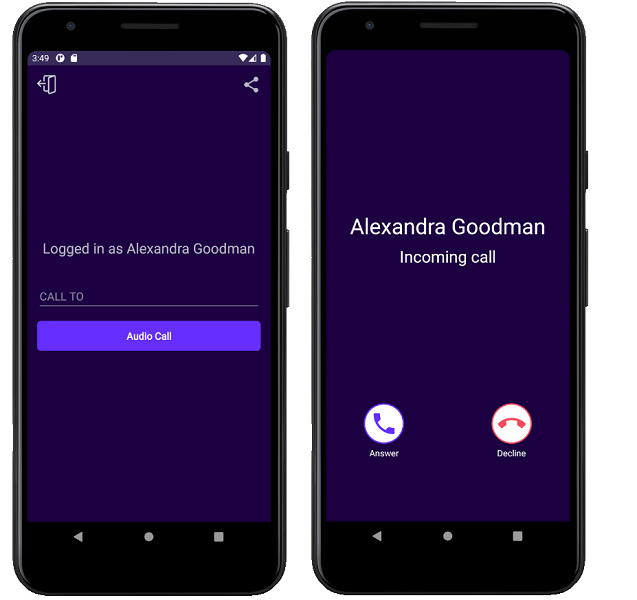 3:49
Logged in as Alexandra Goodman
CALL TO
Audio Call
Alexandra Goodman
Incoming call
Answer
Decline